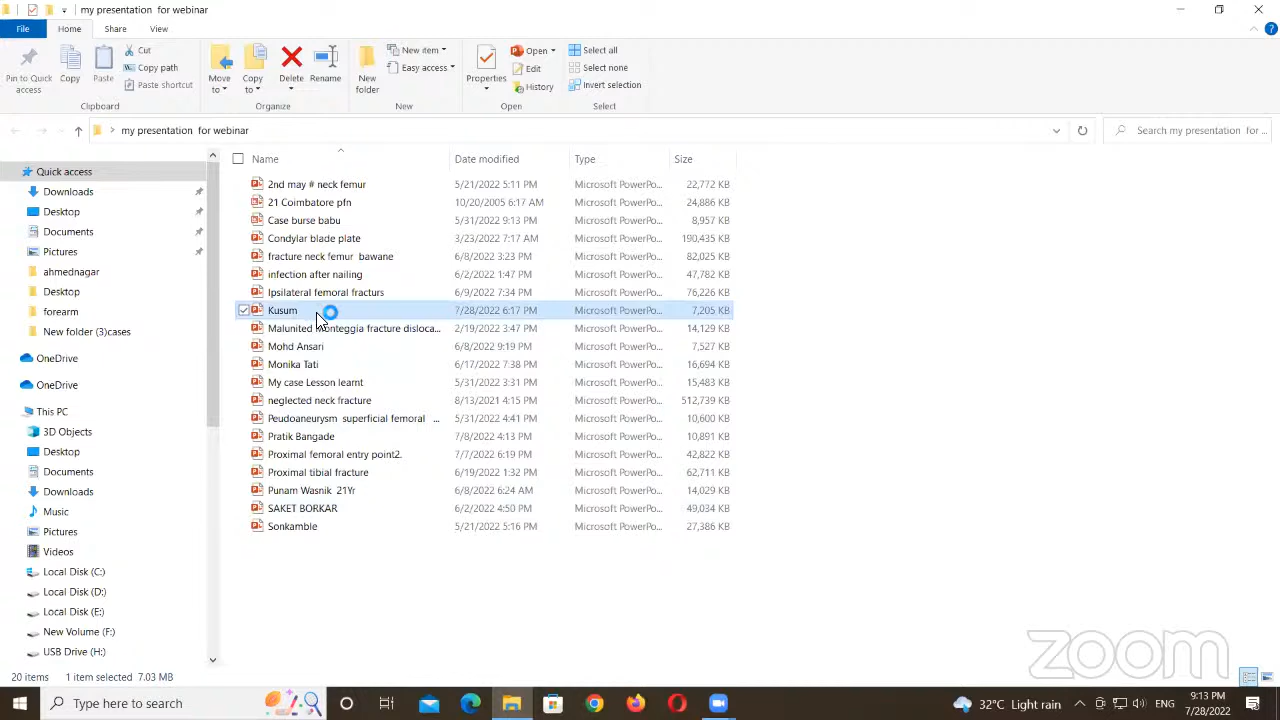 my presentation  for webinar
File Home Share View
Pin to Quick access
Copy
Paste
Cut
Copy path
Paste shortcut
Clipboard
Move to
Copy to
Delete
Rename
Organize
New folder
New item
Easy access
New
Properties
Open
Edit
History
Open
Select all
Select none
Invert selection
Select
my presentation  for webinar
Search my presentation  for ...
Quick access
Downloads
Desktop
Documents
Pictures
ahmednagar
Desktop
forearm
New folder (3)cases
OneDrive
OneDrive
This PC
3D Objects
Desktop
Documents
Downloads
Music
Pictures
Videos
Local Disk (C:)
Local Disk (D:)
Local Disk (E:)
New Volume (F:)
USB Drive (H:)
Name Date modified Type Size
2nd may # neck femur 5/21/2022 5:11 PM Microsoft PowerPo... 22,772 KB
21 Coimbatore pfn 10/20/2005 6:17 AM Microsoft PowerPo... 24,886 KB
Case burse babu 5/31/2022 9:13 PM Microsoft PowerPo... 8,957 KB
Condylar blade plate 3/23/2022 7:17 AM Microsoft PowerPo... 190,435 KB
fracture neck femur  bawane 6/8/2022 3:23 PM Microsoft PowerPo... 82,025 KB
infection after nailing 6/2/2022 1:47 PM Microsoft PowerPo... 47,782 KB
Ipsilateral femoral fracturs 6/9/2022 7:34 PM Microsoft PowerPo... 76,226 KB
Kusum 7/28/2022 6:17 PM Microsoft PowerPo... 7,205 KB
Malunited Monteggia fracture disloca... 2/19/2022 3:47 PM Microsoft PowerPo... 14,129 KB
Mohd Ansari 6/8/2022 9:19 PM Microsoft PowerPo... 7,527 KB
Monika Tati 6/17/2022 7:38 PM Microsoft PowerPo... 16,694 KB
My case Lesson learnt 5/31/2022 3:31 PM Microsoft PowerPo... 15,483 KB
neglected neck fracture 8/13/2021 4:15 PM Microsoft PowerPo... 512,739 KB
Peudoaneurysm  superficial femoral ... 5/31/2022 4:41 PM Microsoft PowerPo... 10,600 KB
Pratik Bangade 7/8/2022 4:13 PM Microsoft PowerPo... 10,891 KB
Proximal femoral entry point2. 7/7/2022 6:19 PM Microsoft PowerPo... 42,822 KB
Proximal tibial fracture 6/19/2022 1:32 PM Microsoft PowerPo... 62,711 KB
Punam Wasnik  21Yr 6/8/2022 6:24 AM Microsoft PowerPo... 14,029 KB
SAKET BORKAR 6/2/2022 4:50 PM Microsoft PowerPo... 49,034 KB
Sonkamble 5/21/2022 5:16 PM Microsoft PowerPo... 27,386 KB
zoom
20 items 1 item selected 7.03 MB
Type here to search
32°C Light rain
ENG
9:13 PM
7/28/2022